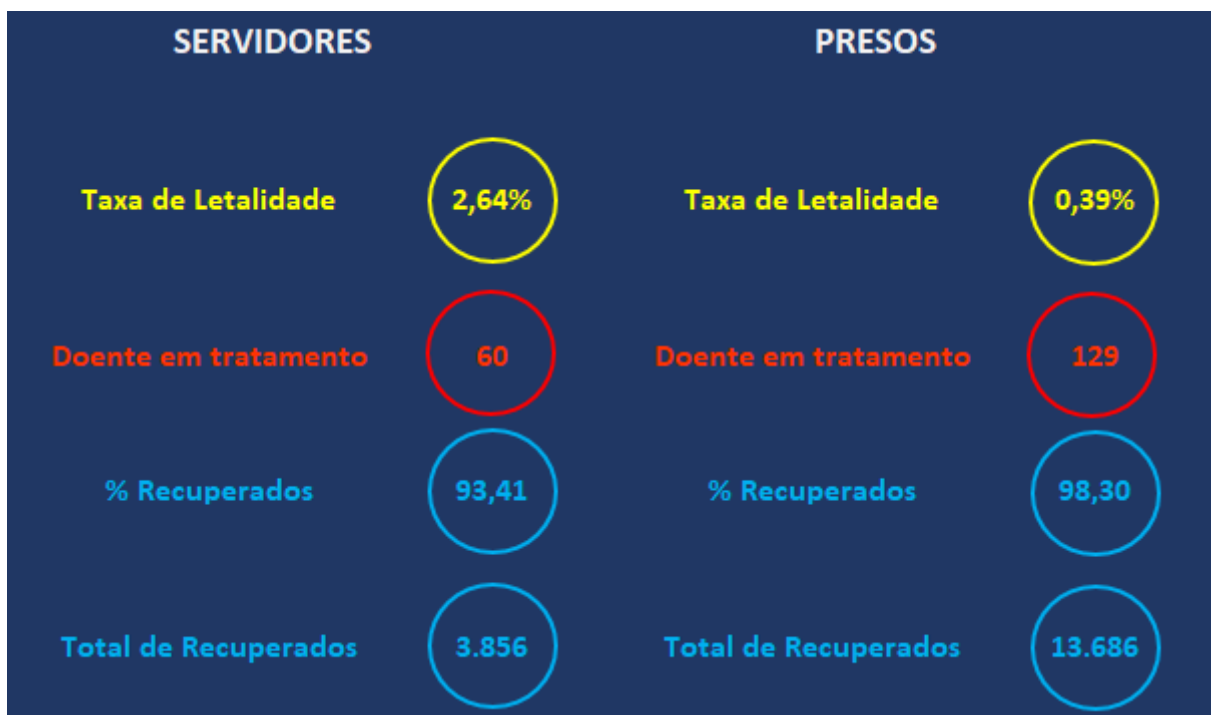 SERVIDORES
PRESOS
Taxa de Letalidade
2,64%
Taxa de Letalidade
0,39%
Doente em tratamento
60
Doente em tratamento
129
% Recuperados
93,41
% Recuperados
98,30
Total de Recuperados
3.856
Total de Recuperados
13.686